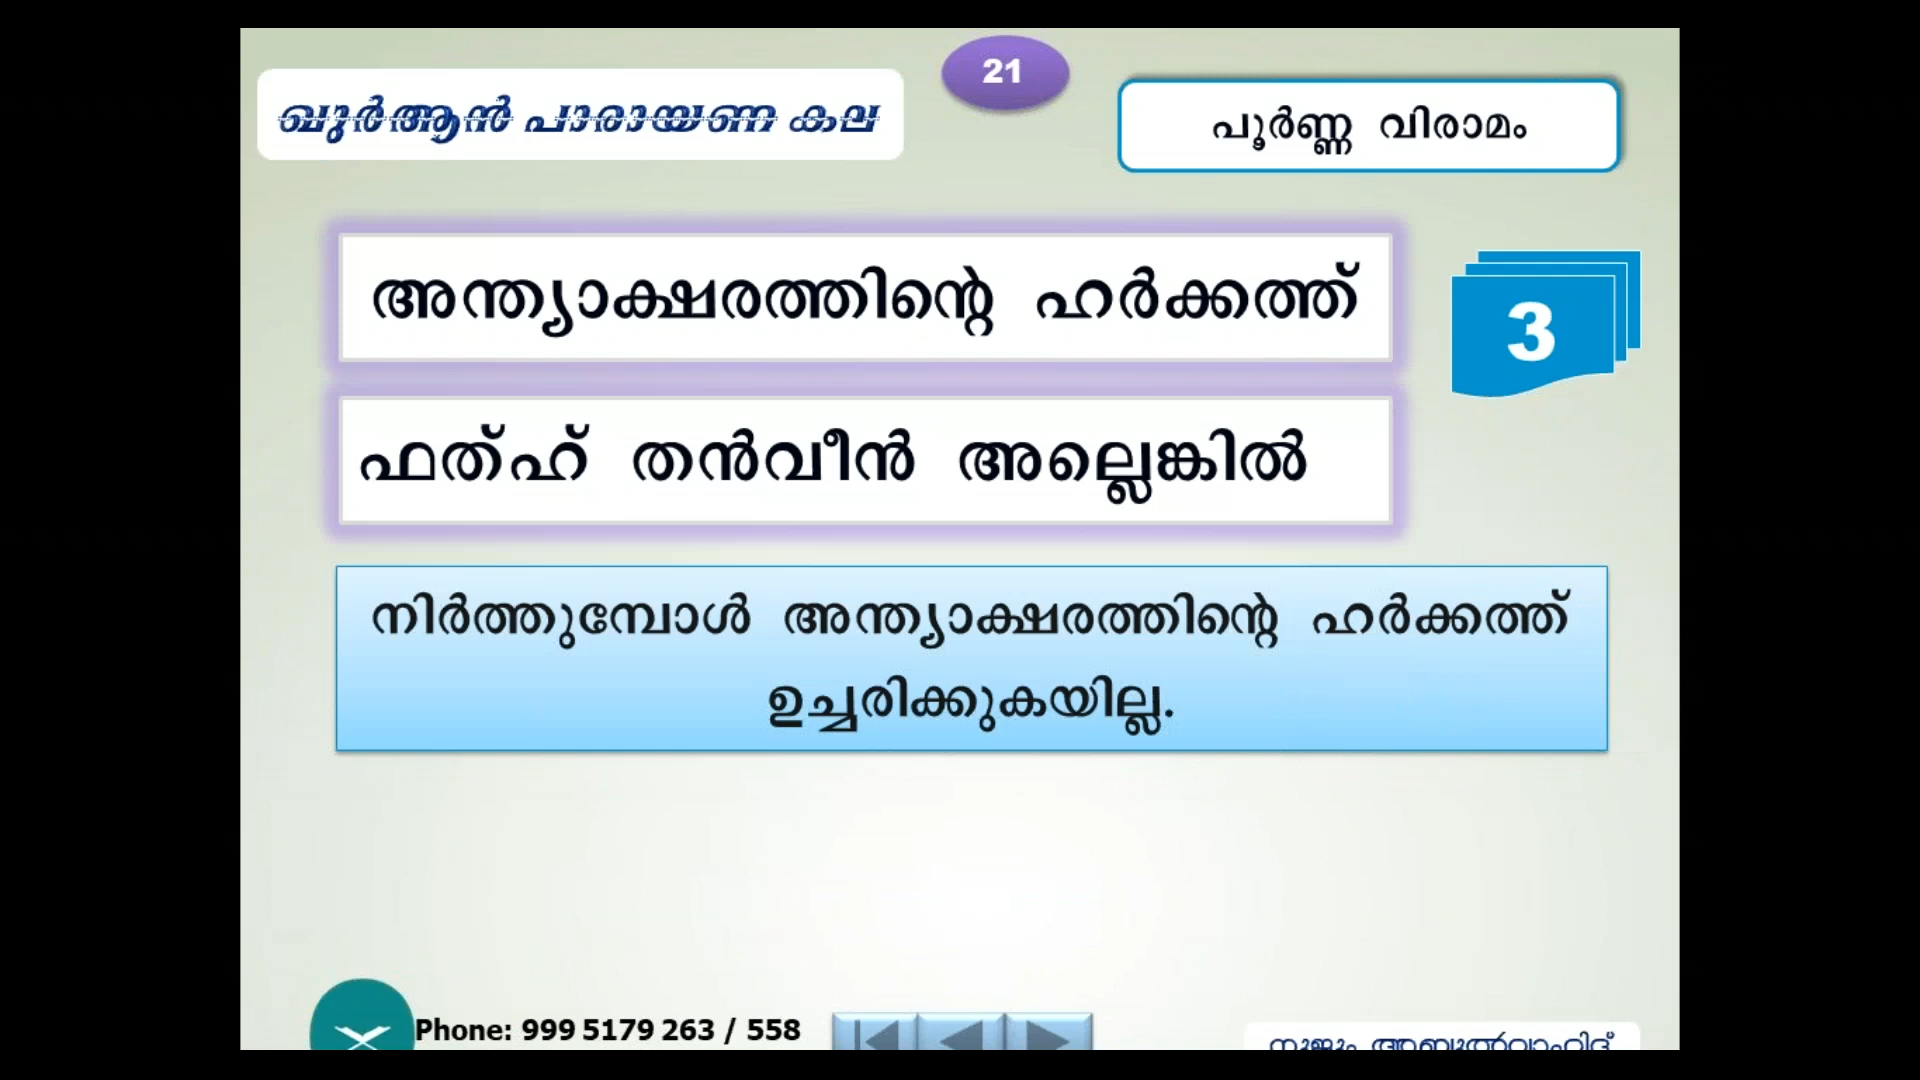 21
ഖുർആൻ പാരായണ കല
പൂർണ്ണ വിരാമം
അന്ത്യാക്ഷരത്തിന്റെ ഹർക്കത്ത്
3
ഫത്ഹ് തൻവീൻ അല്ലെങ്കിൽ
നിർത്തുമ്പോൾ അന്ത്യാക്ഷരത്തിന്റെ ഹർക്കത്ത്
ഉച്ചരിക്കുകയില്ല.
Phone: 999 5179 263 / 558